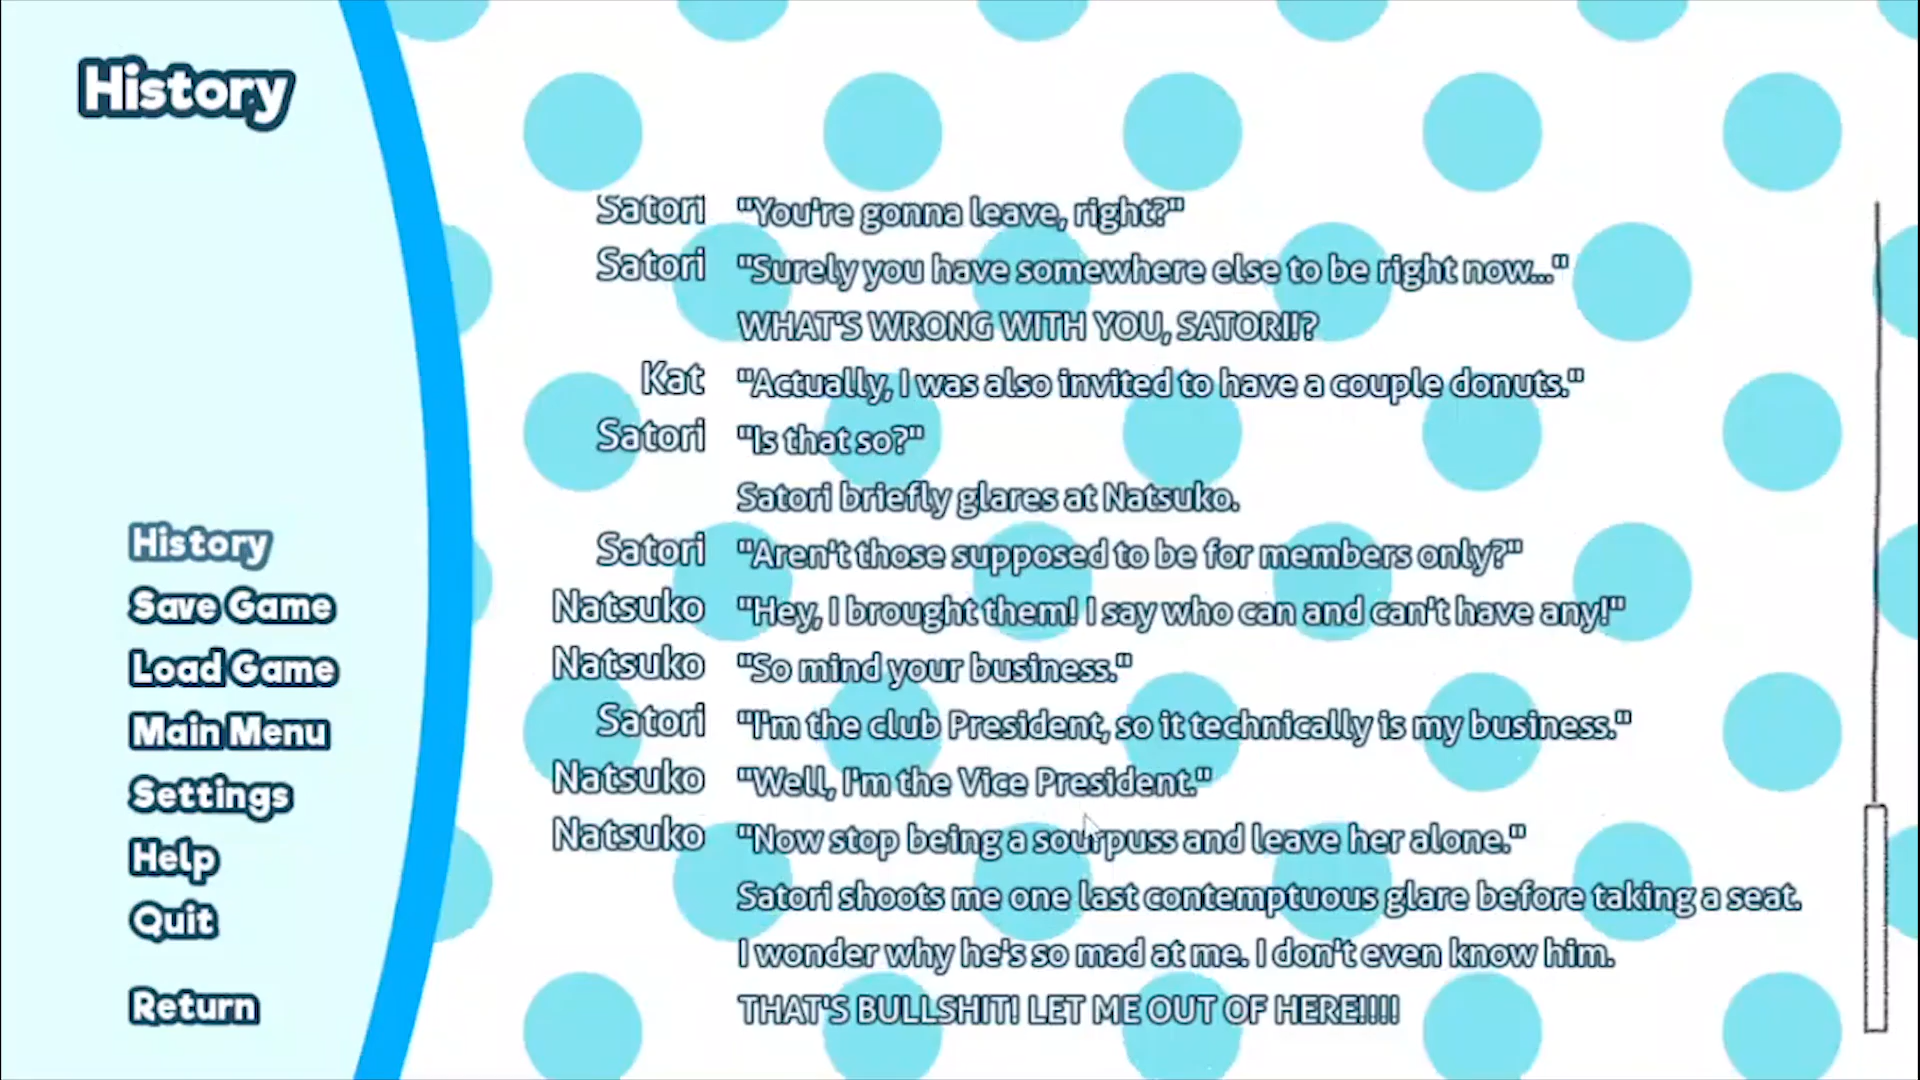 History
Satori "You're gonna leave, right?"
Satori "Surely you have somewhere else to be right now..."
WHAT'S WRONG WITH YOU, SATORI!?
Kat "Actually, I was also invited to have a couple donuts."
Satori "Is that so?"
Satori briefly glares at Natsuko.
Satori "Aren't those supposed to be for members only?"
Natsuko "Hey, I brought them! I say who can and can't have any!"
Natsuko "So mind your business."
Satori "I'm the club President, so it technically is my business."
Natsuko "Well, I'm the Vice President."
Natsuko "Now stop being a sourpuss and leave her alone."
Satori shoots me one last contemptuous glare before taking a seat.
I wonder why he's so mad at me. I don't even know him.
THAT'S BULLSHIT! LET ME OUT OF HERE!!!!
History
Save Game
Load Game
Main Menu
Settings
Help
Quit
Return